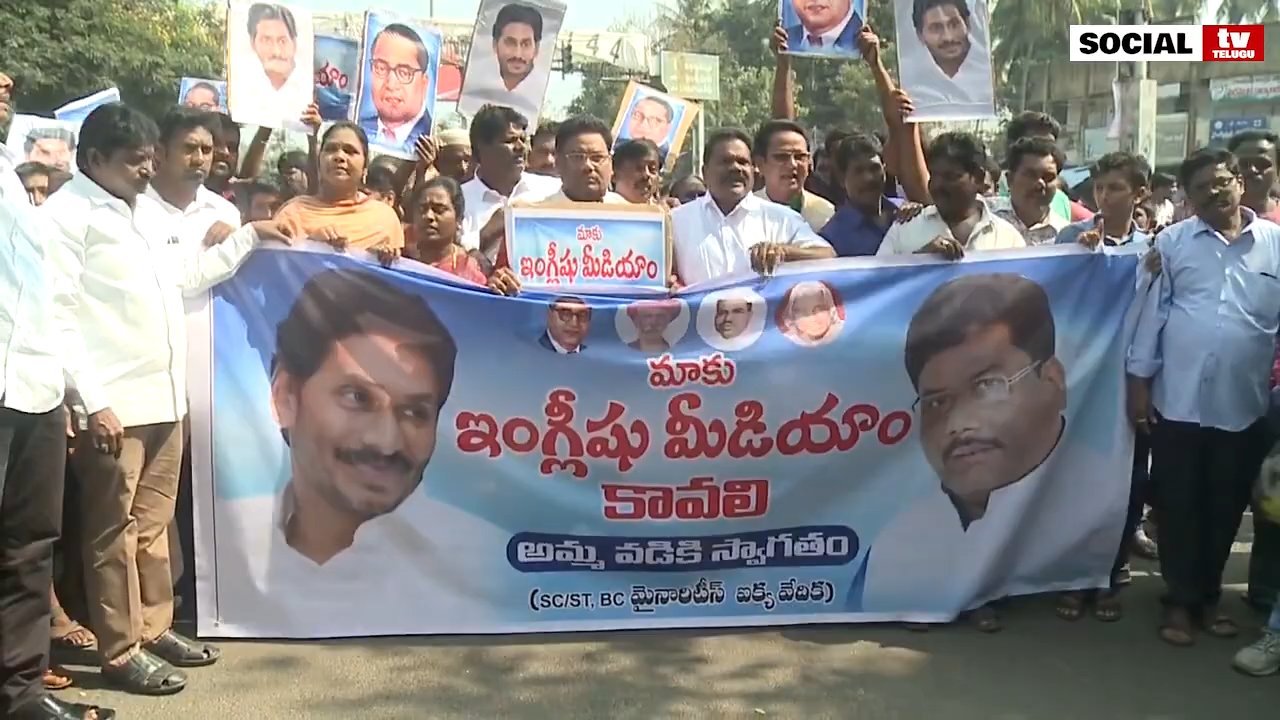 SOCIAL tv
TELUGU
మాకు
ఇంగ్లీషు మీడియాం
మాకు
ఇంగ్లీషు మీడియాం
కావలి
అమ్మ వడికి స్వాగతం
(SC/ST, BC మైనారిటీస్ ఐక్య వేదిక)